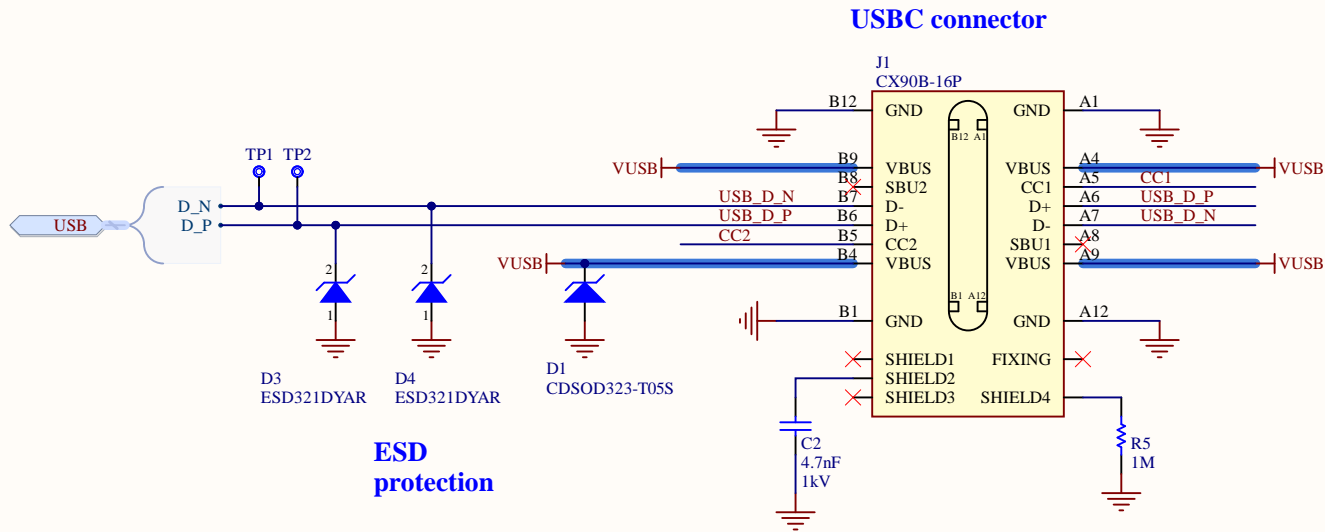 USBC connector
J1
CX90B-16P
B12 GND GND A1
B12 A1
TP1 TP2
VUSB B9 VBUS VBUS A4 VUSB
B8 SBU2 CC1 A5 CC1
D_N USB_D_N B7 D- D+ A6 USB_D_P
USB D_P USB_D_P B6 D+ D- A7 USB_D_N
CC2 B5 CC2 SBU1 A8
VUSB B4 VBUS VBUS A9 VUSB
2 2
B1 A12
1 1
B1 GND GND A12
SHIELD1 FIXING
D3 D4 D1 SHIELD2
ESD321DYAR ESD321DYAR CDSOD323-T05S SHIELD3 SHIELD4
ESD
protection
C2
4.7nF
1kV
R5
1M